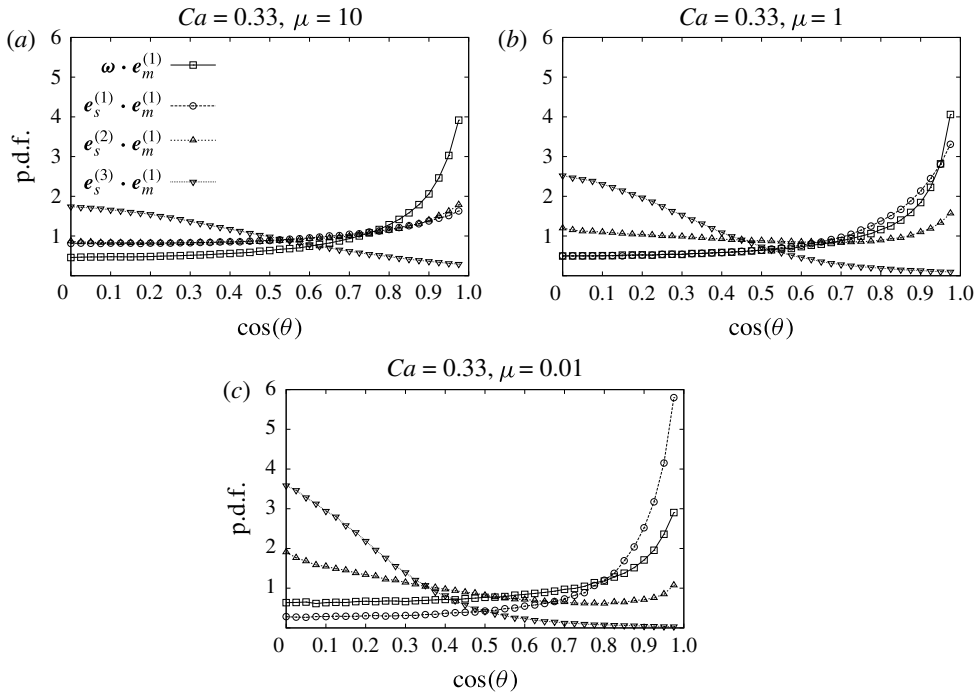 Ca = 0.33, μ = 10
(a)
6
5
4
3
2
1
p.d.f.
ω · e_m^(1)
e_s^(1) · e_m^(1)
e_s^(2) · e_m^(1)
e_s^(3) · e_m^(1)
0 0.1 0.2 0.3 0.4 0.5 0.6 0.7 0.8 0.9 1.0
cos(θ)
Ca = 0.33, μ = 1
(b)
6
5
4
3
2
1
0 0.1 0.2 0.3 0.4 0.5 0.6 0.7 0.8 0.9 1.0
cos(θ)
Ca = 0.33, μ = 0.01
(c)
6
5
4
3
2
1
p.d.f.
0 0.1 0.2 0.3 0.4 0.5 0.6 0.7 0.8 0.9 1.0
cos(θ)